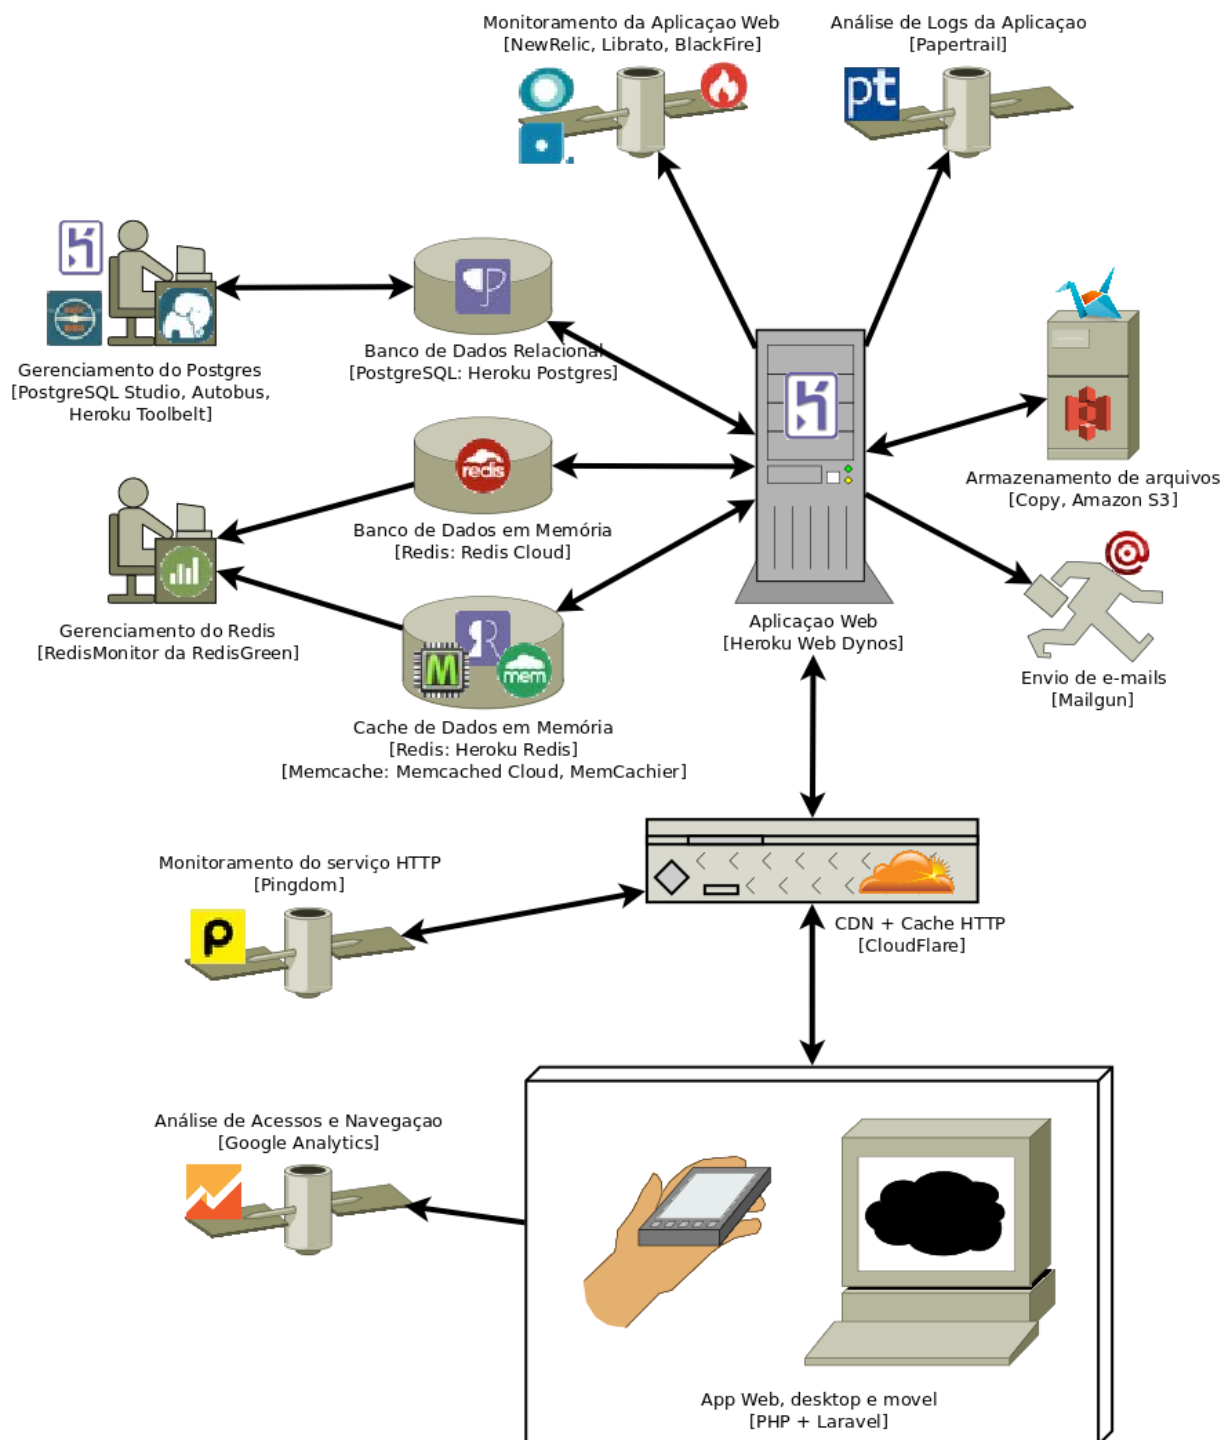 Monitoramento da Aplicaçao Web
[NewRelic, Librato, BlackFire]
Análise de Logs da Aplicaçao
[Papertrail]
pt
Gerenciamento do Postgres
[PostgreSQL Studio, Autobus,
Heroku Toolbelt]
Banco de Dados Relacional
[PostgreSQL: Heroku Postgres]
redis
Banco de Dados em Memória
[Redis: Redis Cloud]
Armazenamento de arquivos
[Copy, Amazon S3]
Gerenciamento do Redis
[RedisMonitor da RedisGreen]
R
M
mem
Cache de Dados em Memória
[Redis: Heroku Redis]
[Memcache: Memcached Cloud, MemCachier]
Aplicaçao Web
[Heroku Web Dynos]
@
Envio de e-mails
[Mailgun]
Monitoramento do serviço HTTP
[Pingdom]
p
CDN + Cache HTTP
[CloudFlare]
Análise de Acessos e Navegaçao
[Google Analytics]
App Web, desktop e movel
[PHP + Laravel]